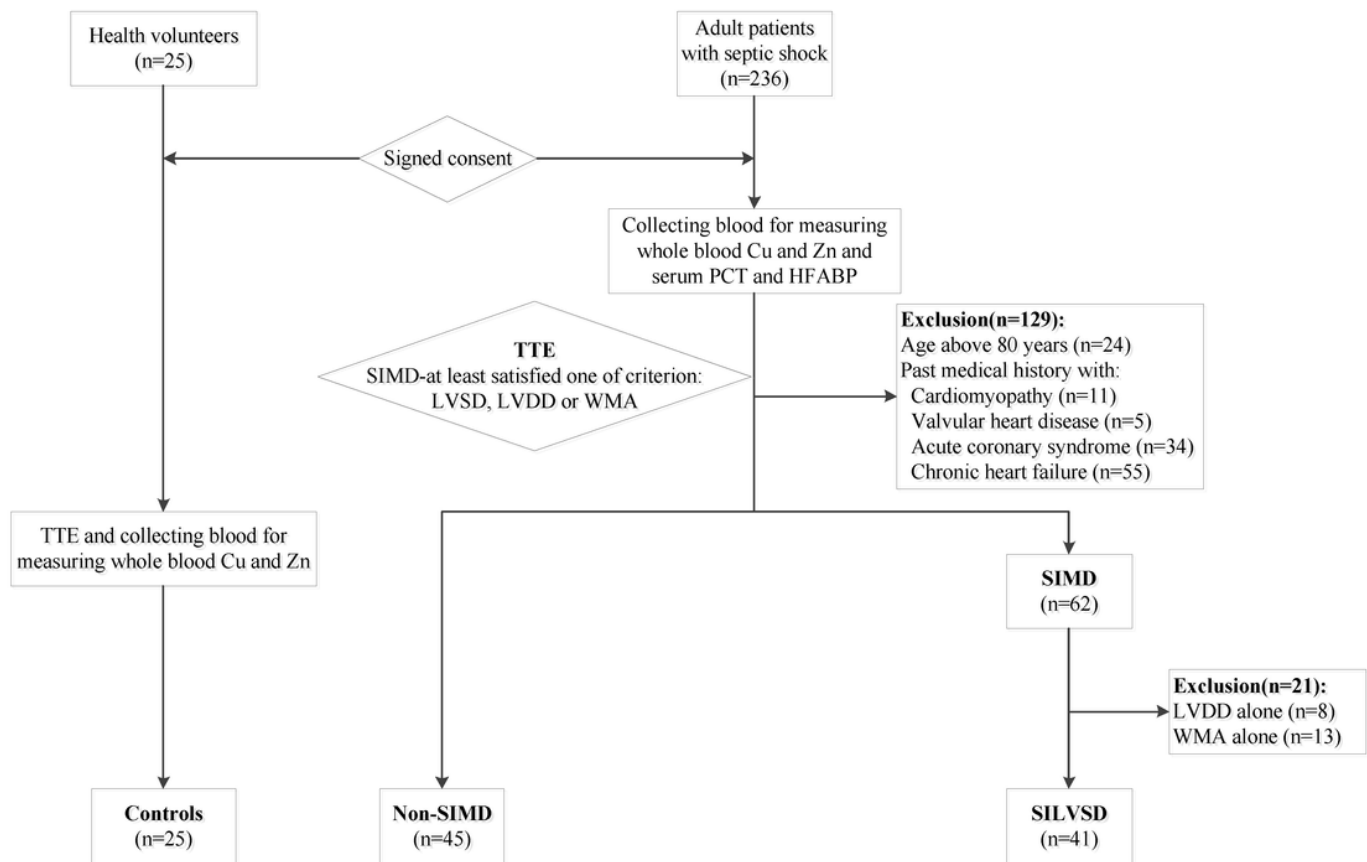 Health volunteers
(n=25)
Adult patients
with septic shock
(n=236)
Signed consent
Collecting blood for measuring
whole blood Cu and Zn and
serum PCT and HFABP
TTE
SIMD-at least satisfied one of criterion:
LVSD, LVDD or WMA
Exclusion(n=129):
Age above 80 years (n=24)
Past medical history with:
Cardiomyopathy (n=11)
Valvular heart disease (n=5)
Acute coronary syndrome (n=34)
Chronic heart failure (n=55)
TTE and collecting blood for
measuring whole blood Cu and Zn
SIMD
(n=62)
Exclusion(n=21):
LVDD alone (n=8)
WMA alone (n=13)
Controls
(n=25)
Non-SIMD
(n=45)
SILVSD
(n=41)